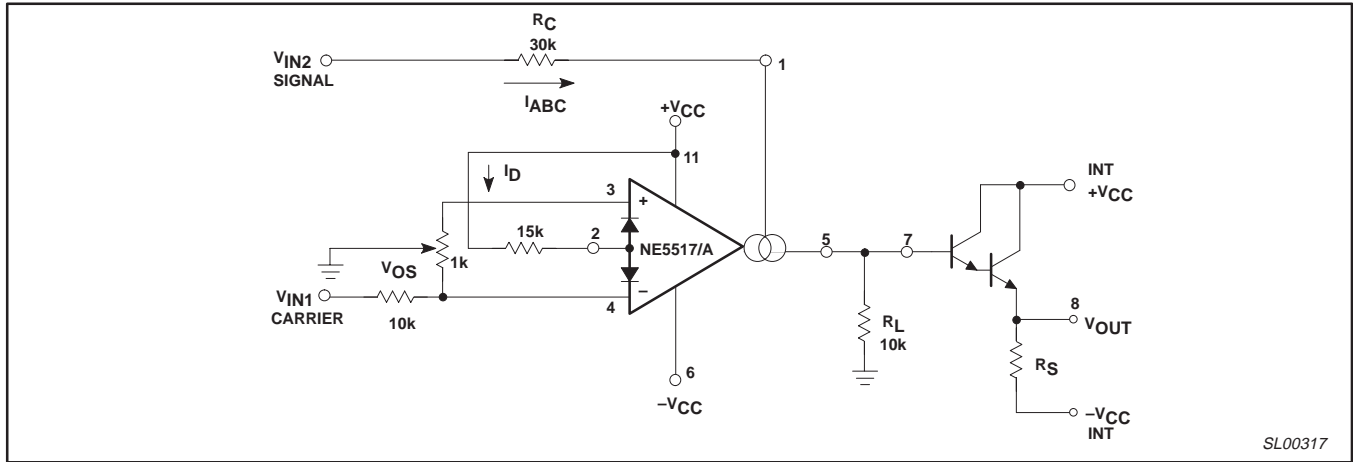 RC
30k
VIN2
SIGNAL
IABC
1
+VCC
11
ID
3
+
15k
2
NE5517/A
VOS
1k
VIN1
CARRIER
10k
–
4
6
–VCC
5
7
RL
10k
INT
+VCC
8
VOUT
RS
–VCC
INT
SL00317